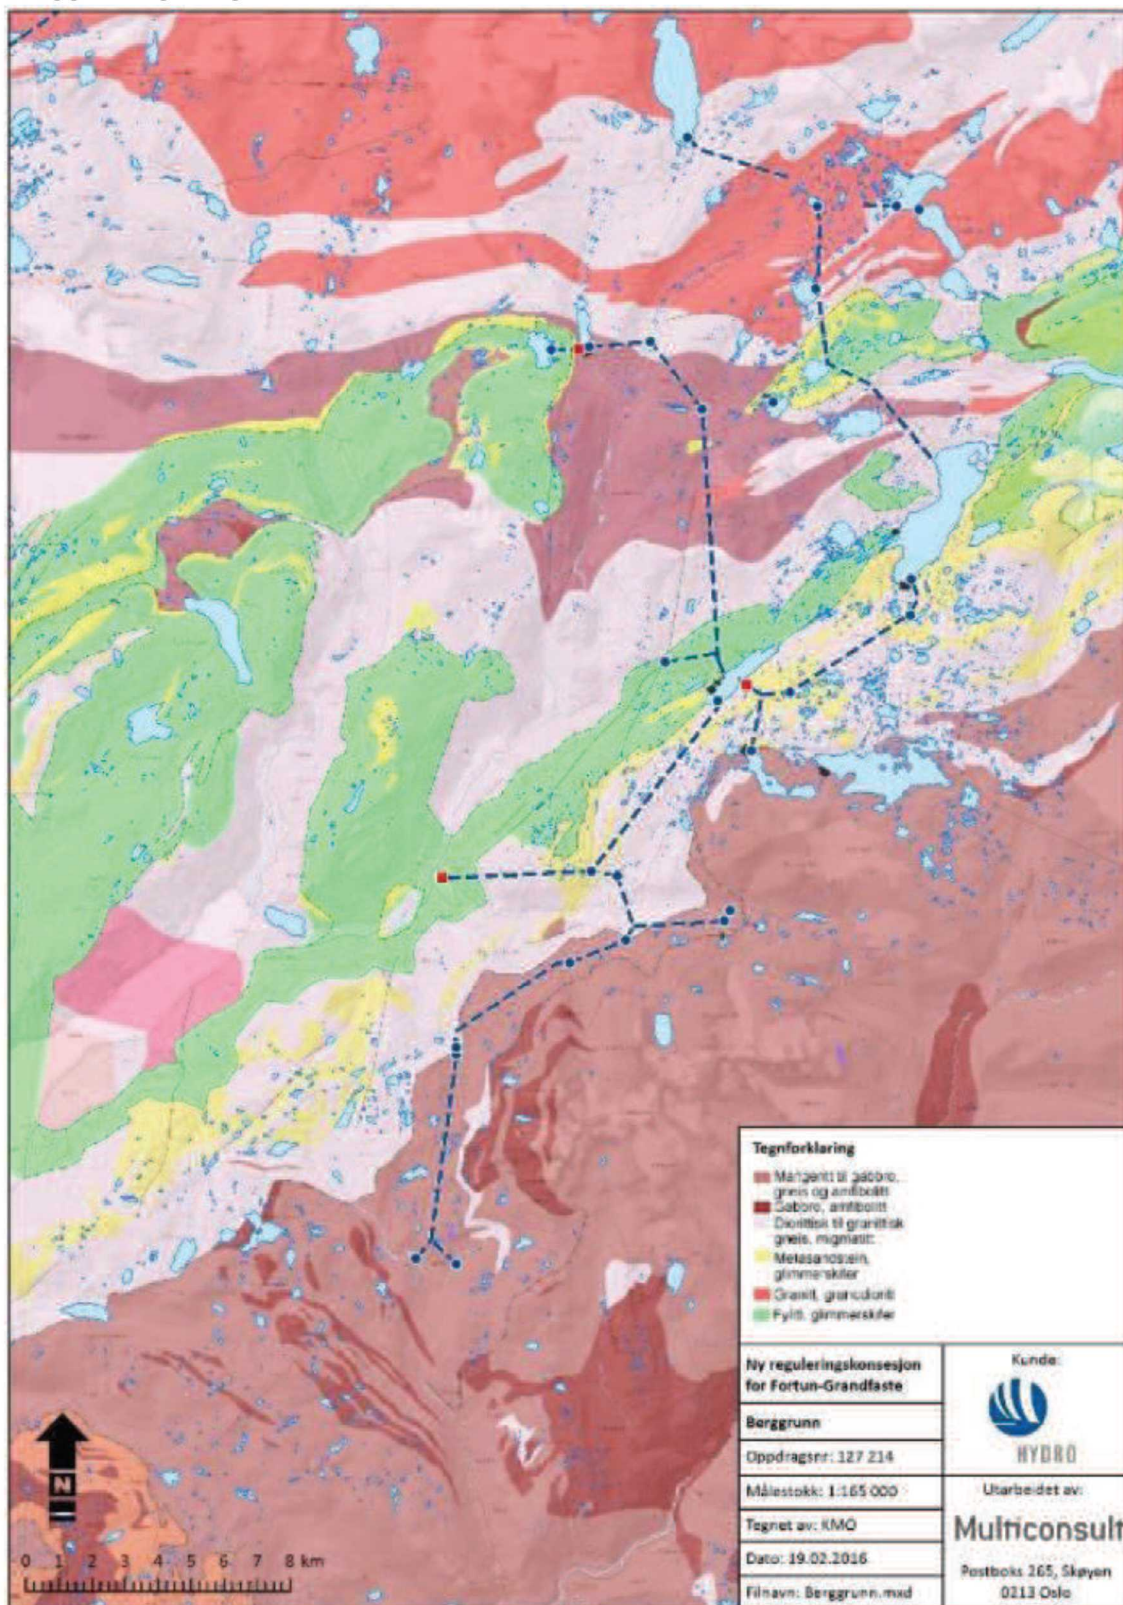 Tegnforklaring
Mangeritt til gabbro,
gneis og amfibolitt
Gabbro, amfibolitt
Diorittisk til granittisk
gneis, migmatitt
Metasandstein,
glimmerskifer
Granitt, granodioritt
Fyllitt, glimmerskifer
Ny reguleringskonsesjon
for Fortun-Grandfaste
Berggrunn
Oppdragsnr: 127 214
Målestokk: 1:165 000
Tegnet av: KMO
Dato: 19.02.2016
Filnavn: Berggrunn.mxd
Kunde:
HYDRO
Utarbeidet av:
Multiconsult
Postboks 265, Skøyen
0213 Oslo
N
0 1 2 3 4 5 6 7 8 km